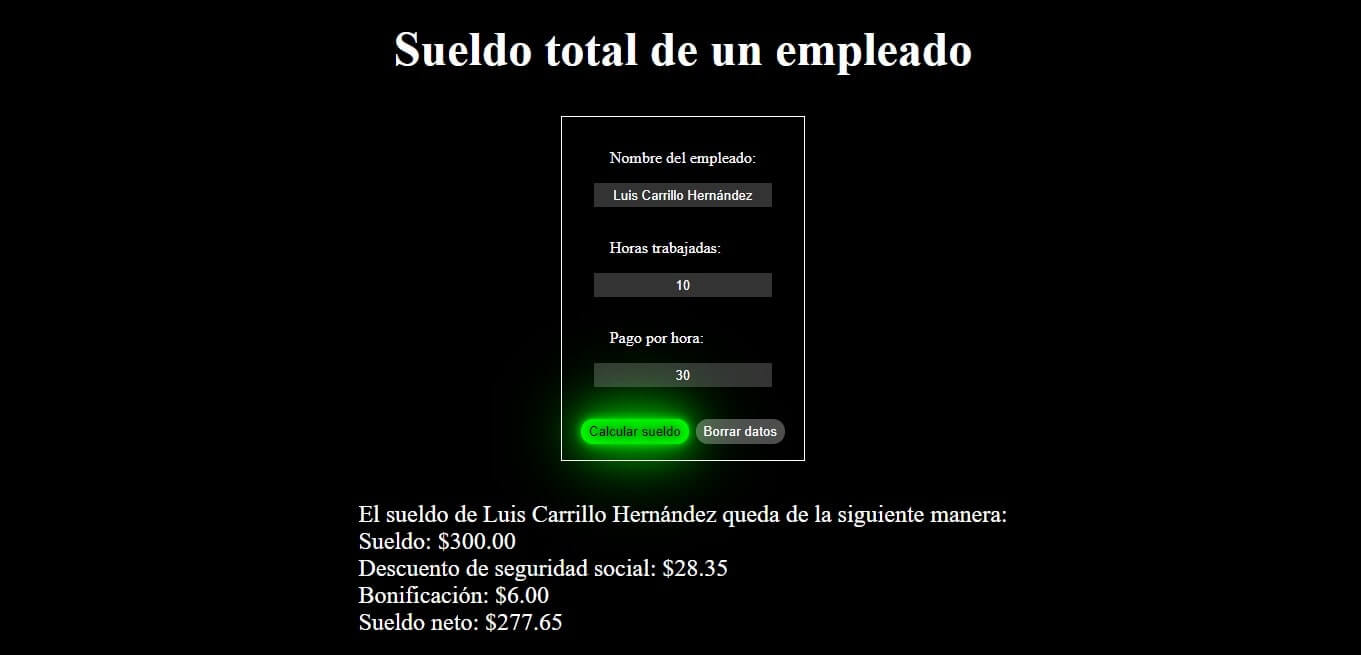 Sueldo total de un empleado
Nombre del empleado:
Luis Carrillo Hernández
Horas trabajadas:
10
Pago por hora:
30
Calcular sueldo Borrar datos
El sueldo de Luis Carrillo Hernández queda de la siguiente manera:
Sueldo: $300.00
Descuento de seguridad social: $28.35
Bonificación: $6.00
Sueldo neto: $277.65